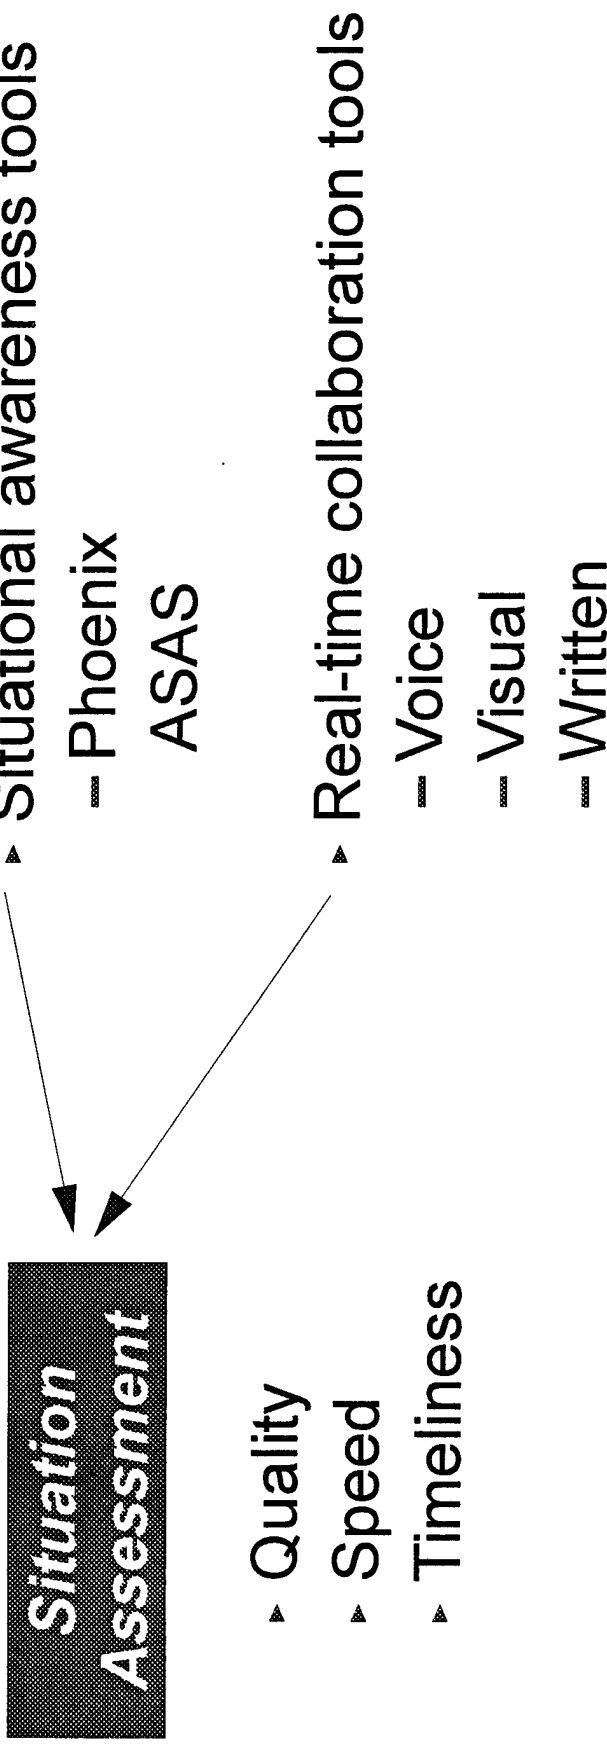 Situation
Assessment
Quality
Speed
Timeliness
Situational awareness tools
– Phoenix
ASAS
Real-time collaboration tools
– Voice
– Visual
– Written